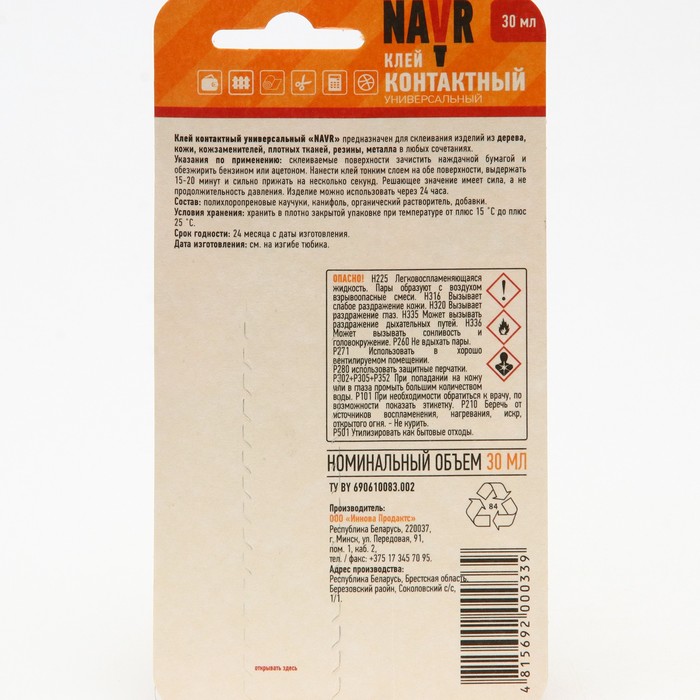 NAVR
30 мл
КЛЕЙ
КОНТАКТНЫЙ
УНИВЕРСАЛЬНЫЙ
Клей контактный универсальный «NAVR» предназначен для склеивания изделий из дерева,
кожи, кожзаменителей, плотных тканей, резины, металла в любых сочетаниях.
Указания по применению: склеиваемые поверхности зачистить наждачной бумагой и
обезжирить бензином или ацетоном. Нанести клей тонким слоем на обе поверхности, выдержать
15-20 минут и сильно прижать на несколько секунд. Решающее значение имеет сила, а не
продолжительность давления. Изделие можно использовать через 24 часа.
Состав: полихлоропреновые каучуки, канифоль, органический растворитель, добавки.
Условия хранения: хранить в плотно закрытой упаковке при температуре от плюс 15 °С до плюс
25 °С.
Срок годности: 24 месяца с даты изготовления.
Дата изготовления: см. на изгибе тюбика.
ОПАСНО! H225 Легковоспламеняющаяся
жидкость. Пары образуют с воздухом
взрывоопасные смеси. H316 Вызывает
слабое раздражение кожи. H320 Вызывает
раздражение глаз. H335 Может вызывать
раздражение дыхательных путей. H336
Может вызывать сонливость и
головокружение. P260 Не вдыхать пары.
P271 Использовать в хорошо
вентилируемом помещении.
P280 использовать защитные перчатки.
P302+P305+P352 При попадании на кожу
или в глаза промыть большим количеством
воды. P101 При необходимости обратиться к врачу, по
возможности показать этикетку. P210 Беречь от
источников воспламенения, нагревания, искр,
открытого огня. - Не курить.
P501 Утилизировать как бытовые отходы.
НОМИНАЛЬНЫЙ ОБЪЕМ 30 МЛ
ТУ BY 690610083.002
84
Производитель:
ООО «Иннова Продактс»
Республика Беларусь, 220037,
г. Минск, ул. Передовая, 91,
пом. 1, каб. 2,
тел. / факс: +375 17 345 70 95.
Адрес производства:
Республика Беларусь, Брестская область,
Березовский раойн, Соколовский с/с,
1/1.
4 815692 000339
открывать здесь